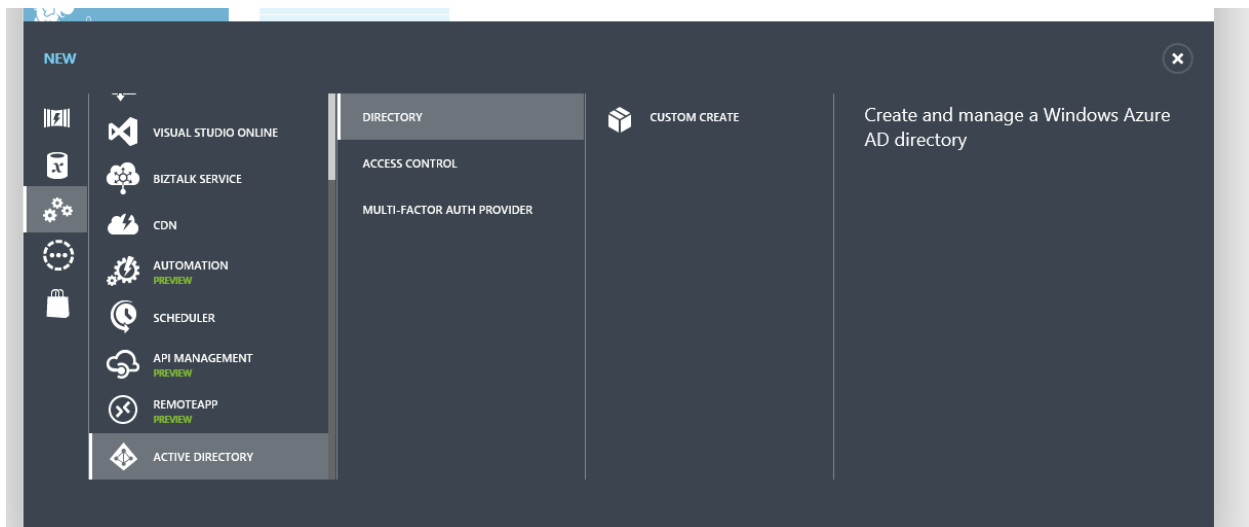 NEW
VISUAL STUDIO ONLINE
BIZTALK SERVICE
CDN
AUTOMATION
PREVIEW
SCHEDULER
API MANAGEMENT
PREVIEW
REMOTEAPP
PREVIEW
ACTIVE DIRECTORY
DIRECTORY
ACCESS CONTROL
MULTI-FACTOR AUTH PROVIDER
CUSTOM CREATE
Create and manage a Windows Azure
AD directory